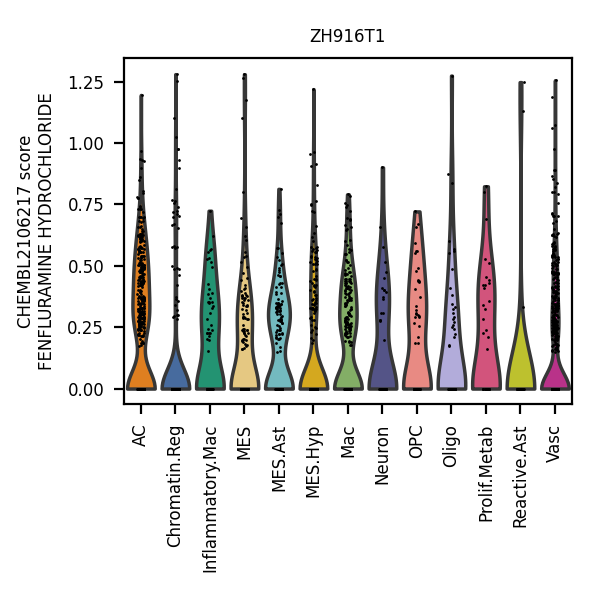 ZH916T1
CHEMBL2106217 score
FENFLURAMINE HYDROCHLORIDE
1.25
1.00
0.75
0.50
0.25
0.00
AC
Chromatin.Reg
Inflammatory.Mac
MES
MES.Ast
MES.Hyp
Mac
Neuron
OPC
Oligo
Prolif.Metab
Reactive.Ast
Vasc